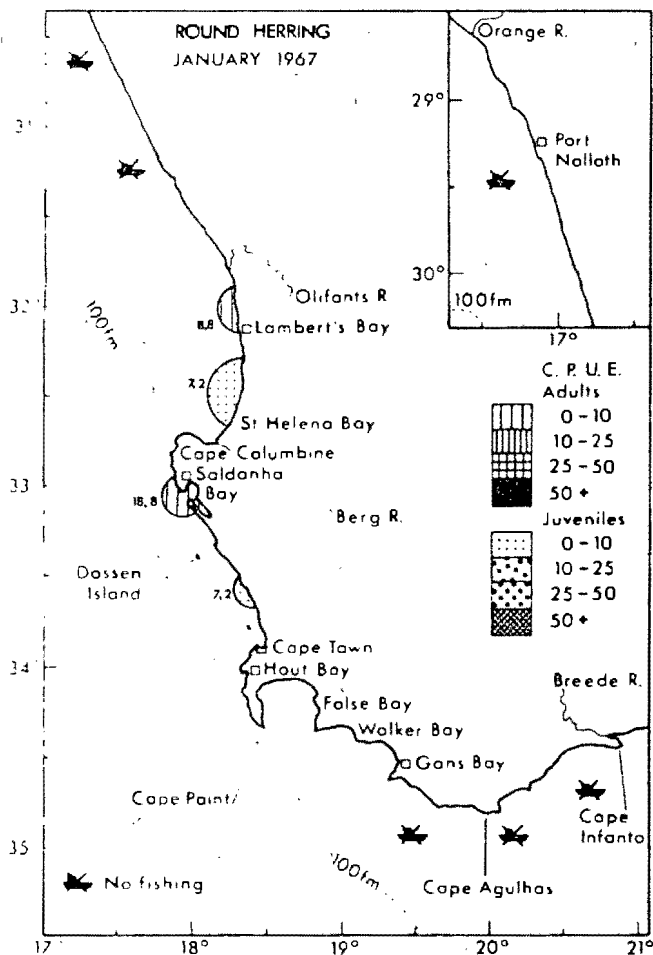 ROUND HERRING
JANUARY 1967
Orange R.
29°
Port
Nolloth
30°
100fm
17°
31
Olifants R
32
100fm
8,8
Lambert's Bay
7,2
St Helena Bay
Cape Columbine
Saldanha
Bay
33
18,8
Berg R.
Dassen
Island
7,2
Cape Town
34
Hout Bay
False Bay
Walker Bay
Gans Bay
Breede R.
Cape Point
Cape
Infanta
35
100fm
No fishing
Cape Agulhas
C. P. U. E.
Adults
0-10
10-25
25-50
50+
Juveniles
0-10
10-25
25-50
50+
17
18°
19°
20°
21°